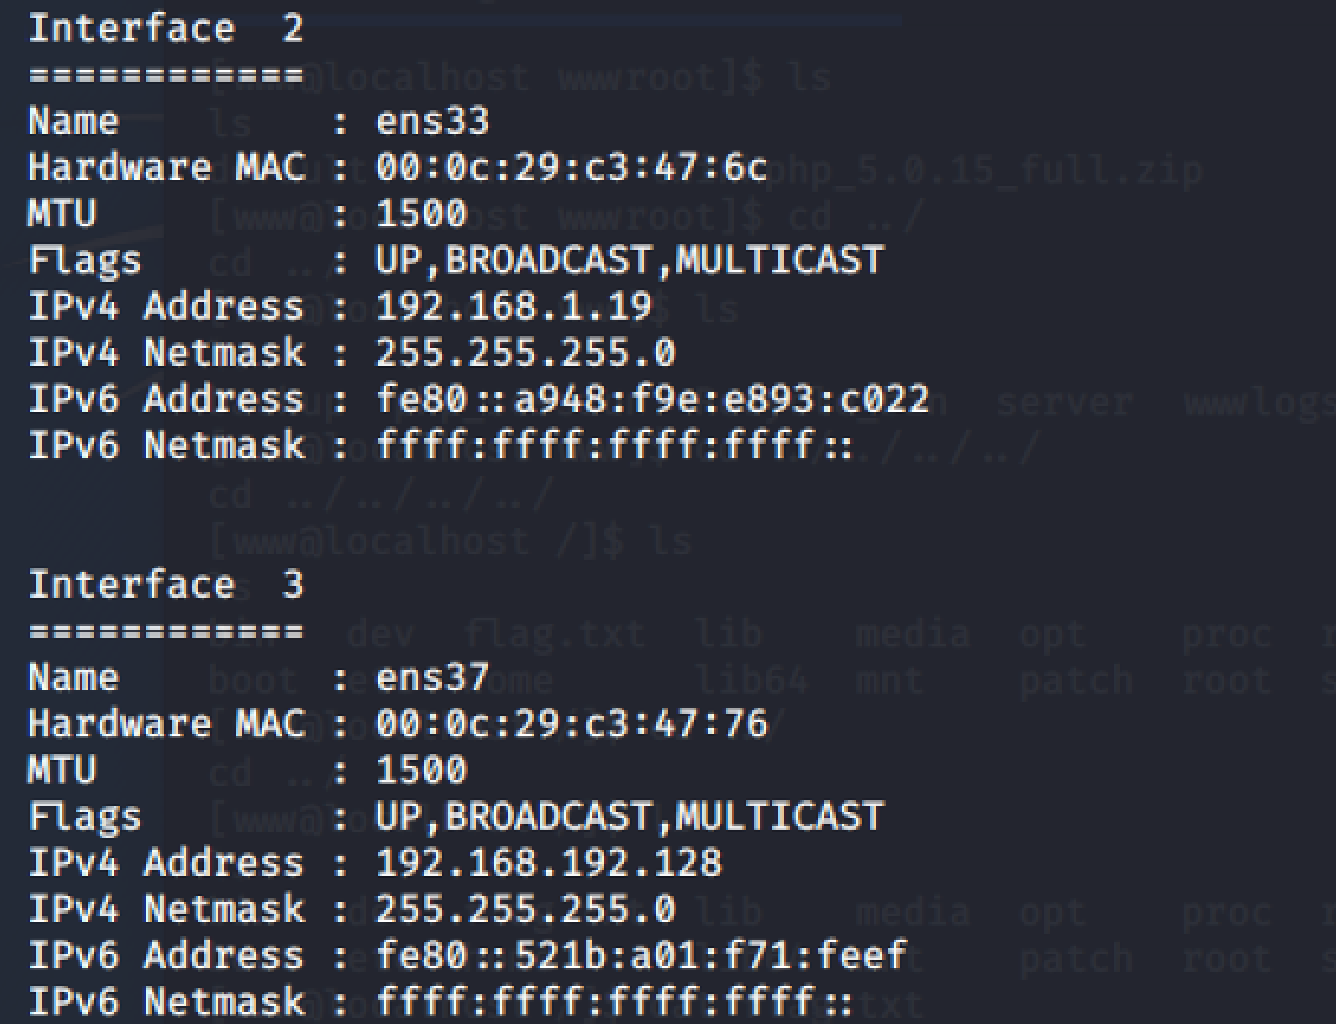 Interface  2
============
Name         : ens33
Hardware MAC : 00:0c:29:c3:47:6c
MTU          : 1500
Flags        : UP,BROADCAST,MULTICAST
IPv4 Address : 192.168.1.19
IPv4 Netmask : 255.255.255.0
IPv6 Address : fe80::a948:f9e:e893:c022
IPv6 Netmask : ffff:ffff:ffff:ffff::
Interface  3
============
Name         : ens37
Hardware MAC : 00:0c:29:c3:47:76
MTU          : 1500
Flags        : UP,BROADCAST,MULTICAST
IPv4 Address : 192.168.192.128
IPv4 Netmask : 255.255.255.0
IPv6 Address : fe80::521b:a01:f71:feef
IPv6 Netmask : ffff:ffff:ffff:ffff::